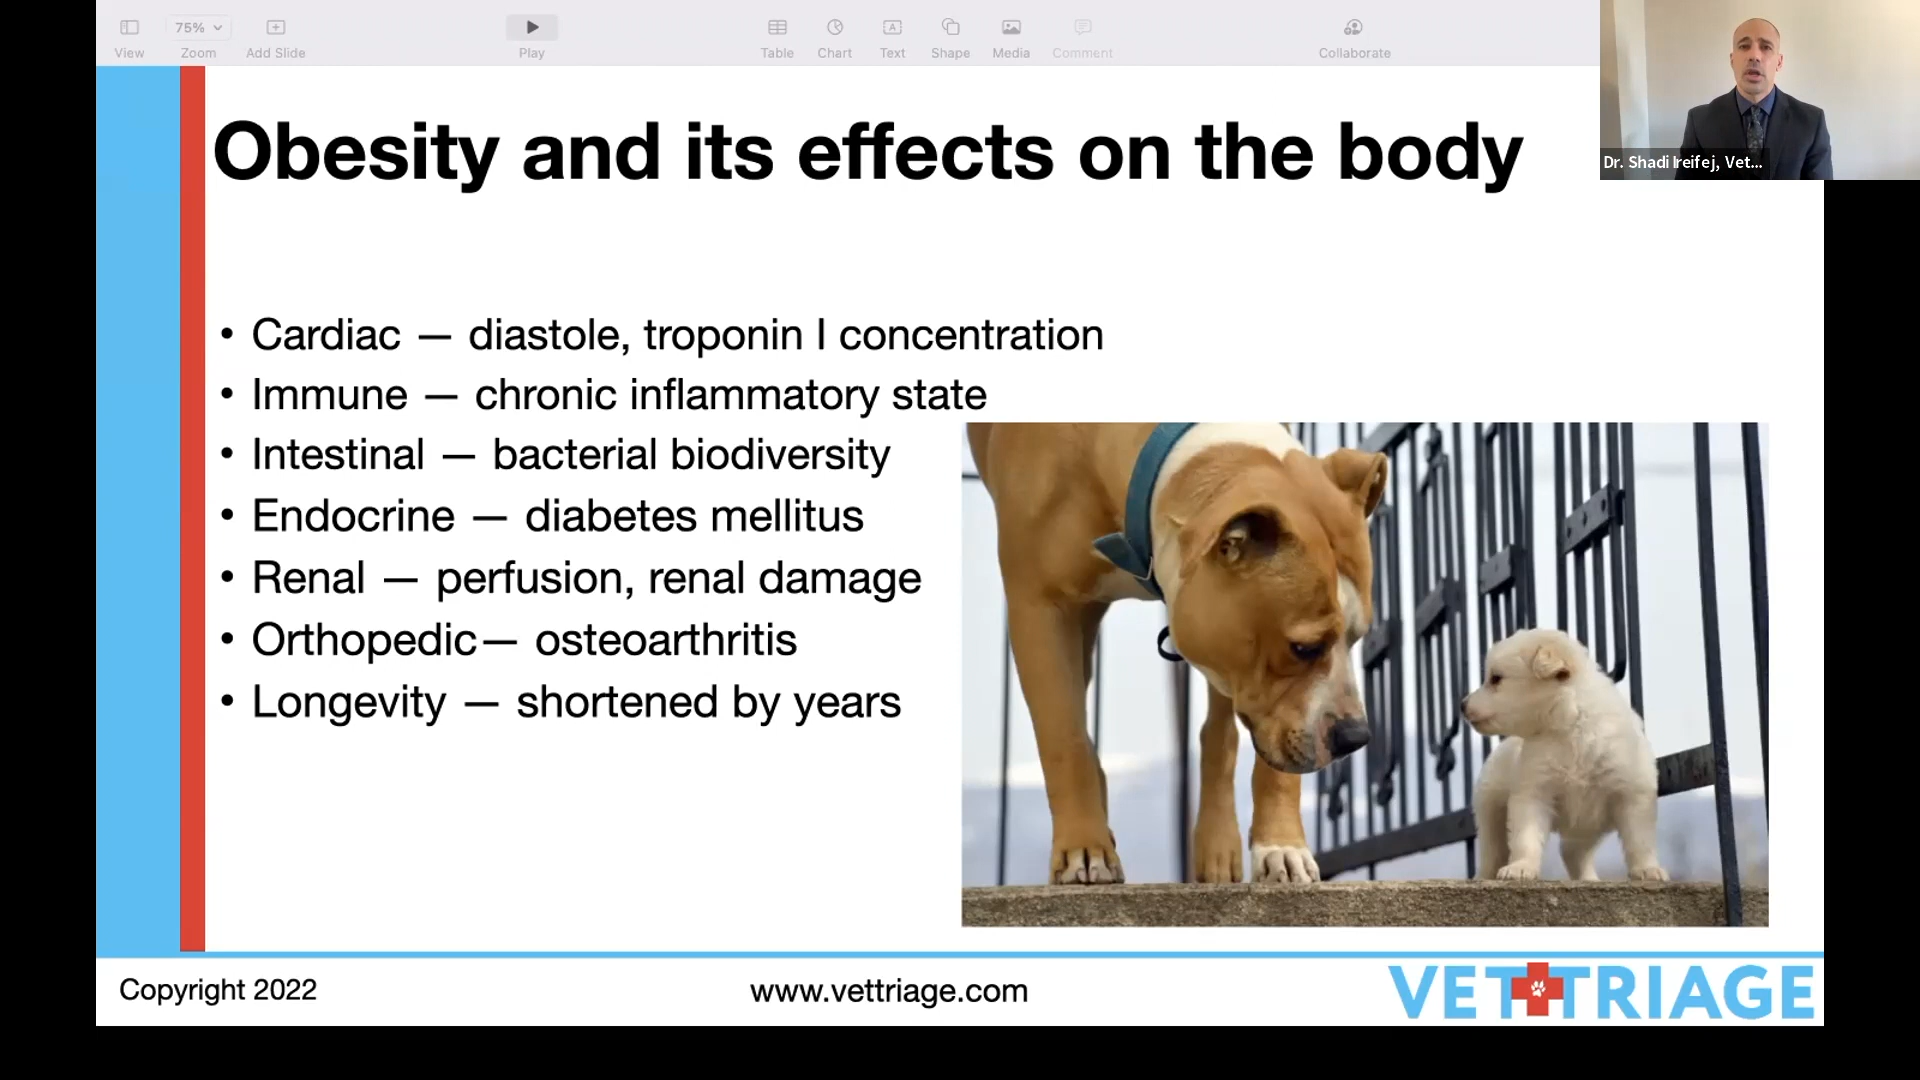 75%
View
Zoom
Add Slide
Play
Table
Chart
Text
Shape
Media
Comment
Collaborate
Dr. Shadi Ireifej, Vet...
Obesity and its effects on the body
• Cardiac — diastole, troponin I concentration
• Immune — chronic inflammatory state
• Intestinal — bacterial biodiversity
• Endocrine — diabetes mellitus
• Renal — perfusion, renal damage
• Orthopedic— osteoarthritis
• Longevity — shortened by years
Copyright 2022
www.vettriage.com
VETTRIAGE